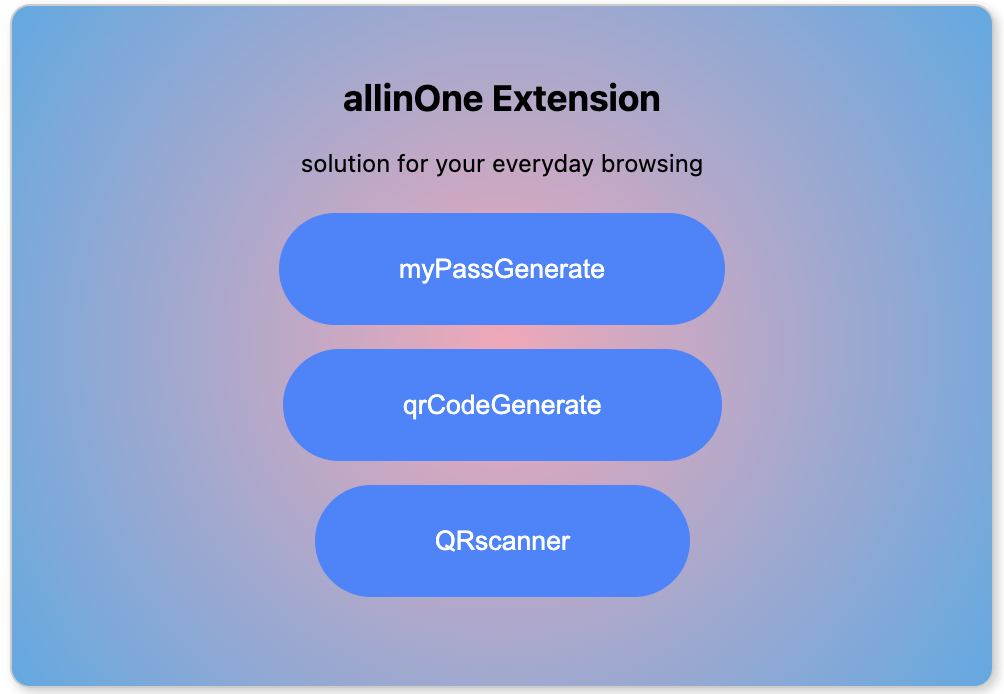 allinOne Extension
solution for your everyday browsing
myPassGenerate
qrCodeGenerate
QRscanner